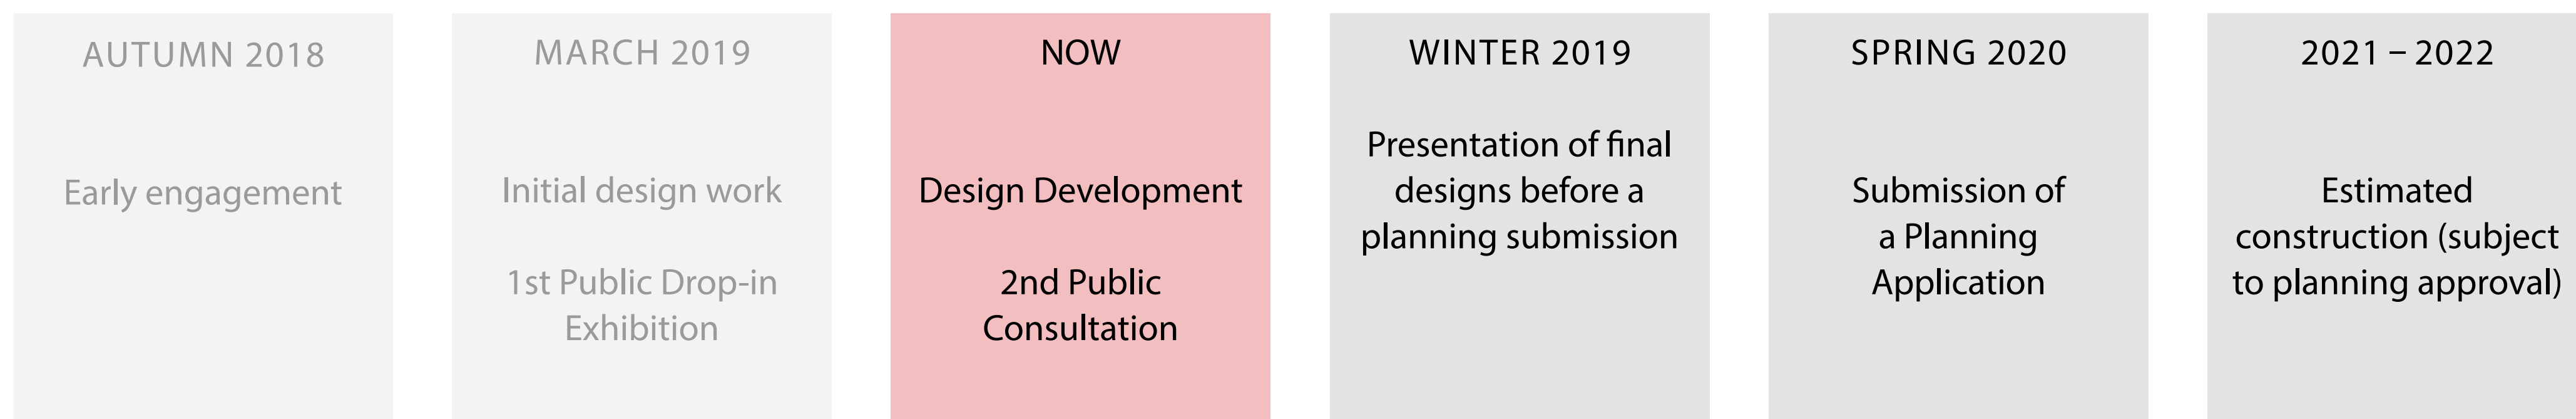 AUTUMN 2018
Early engagement
MARCH 2019
Initial design work
1st Public Drop-in
Exhibition
NOW
Design Development
2nd Public
Consultation
WINTER 2019
Presentation of final
designs before a
planning submission
SPRING 2020
Submission of
a Planning
Application
2021 – 2022
Estimated
construction (subject
to planning approval)